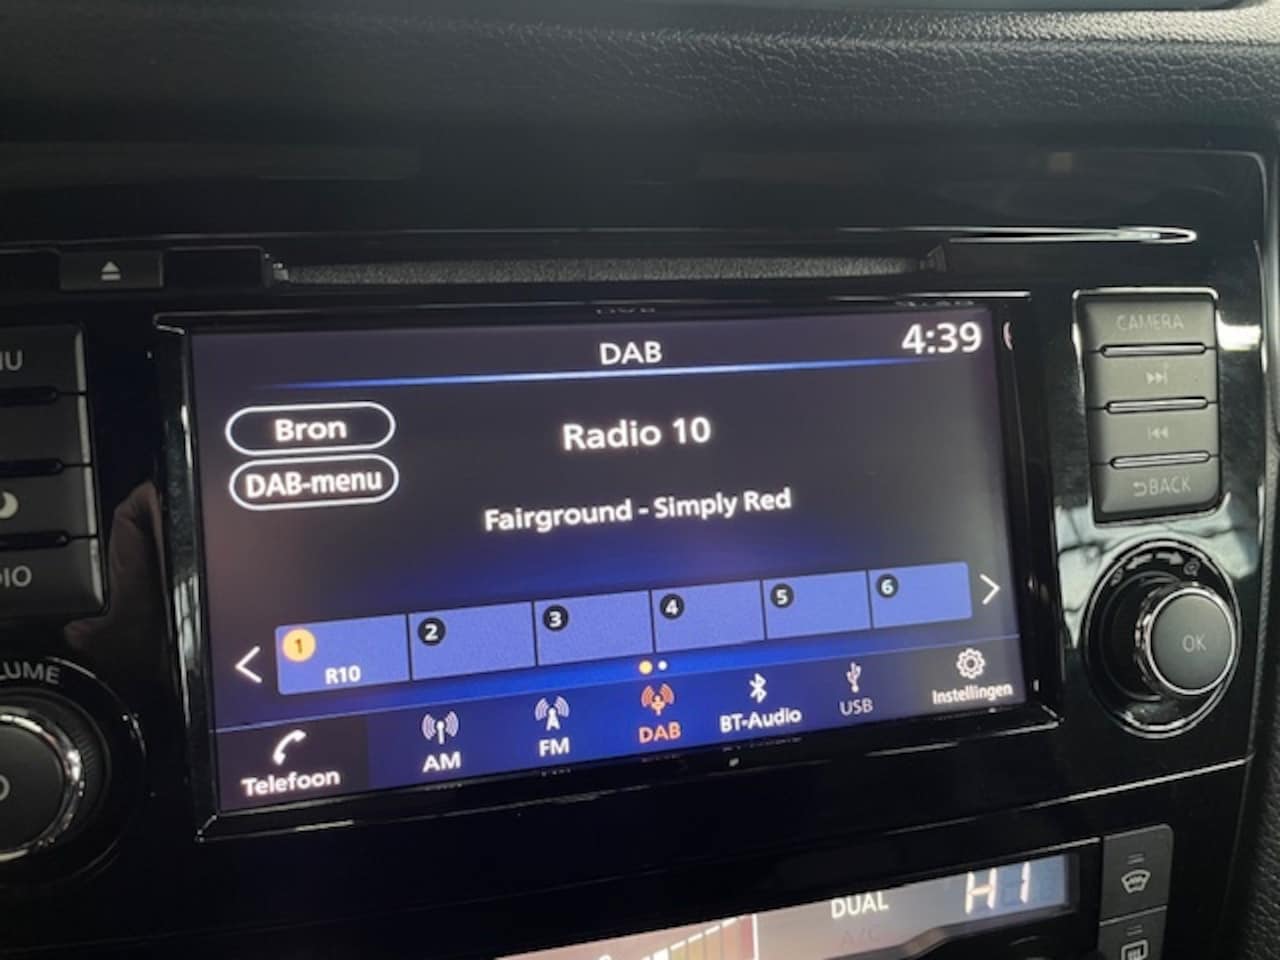 CAMERA
DAB
4:39
Bron
Radio 10
DAB-menu
BACK
Fairground - Simply Red
1
2
3
4
5
6
R10
OK
Telefoon
AM
FM
DAB
BT-Audio
USB
Instellingen
DUAL
HI
A/C